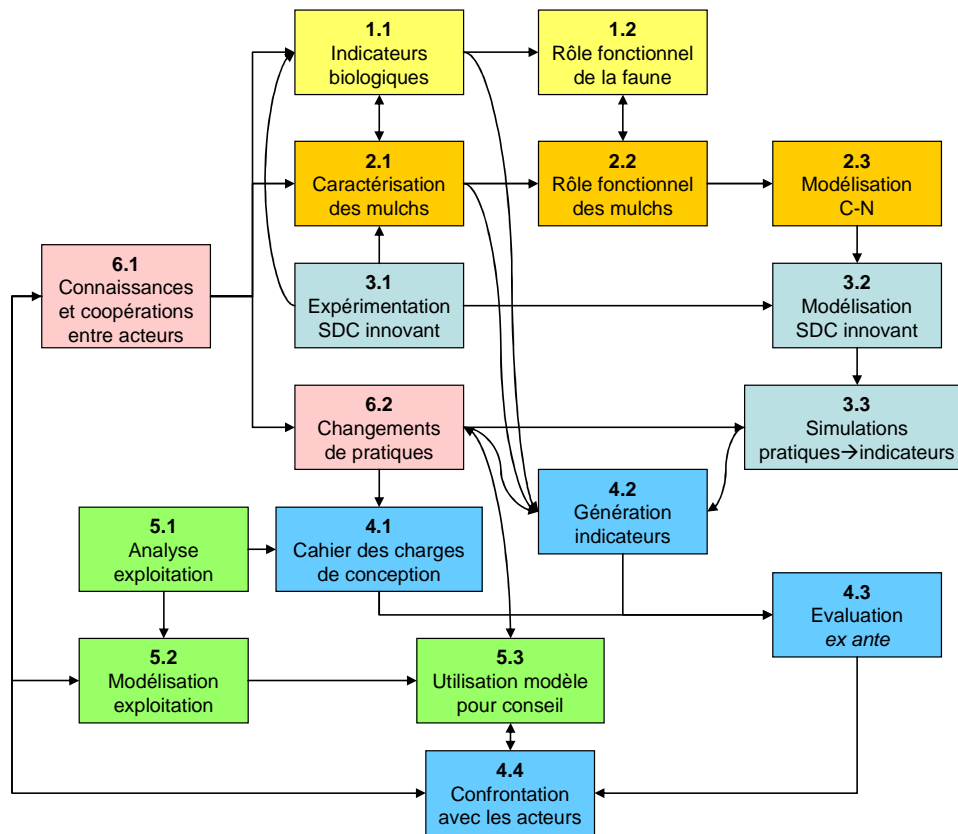 1.1
Indicateurs
biologiques
1.2
Rôle fonctionnel
de la faune
2.1
Caractérisation
des mulchs
2.2
Rôle fonctionnel
des mulchs
2.3
Modélisation
C-N
6.1
Connaissances
et coopérations
entre acteurs
3.1
Expérimentation
SDC innovant
3.2
Modélisation
SDC innovant
6.2
Changements
de pratiques
3.3
Simulations
pratiques→indicateurs
4.2
Génération
indicateurs
5.1
Analyse
exploitation
4.1
Cahier des charges
de conception
4.3
Evaluation
ex ante
5.2
Modélisation
exploitation
5.3
Utilisation modèle
pour conseil
4.4
Confrontation
avec les acteurs